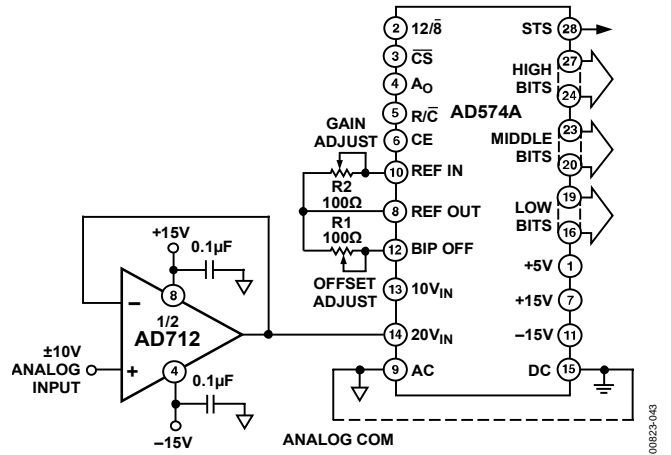 2 12/8̅
3 C̅S̅
4 AO
5 R/C̅
6 CE
GAIN
ADJUST
10 REF IN
R2
100Ω
8 REF OUT
R1
100Ω
12 BIP OFF
OFFSET
ADJUST
13 10VIN
14 20VIN
9 AC
AD574A
STS 28
27
HIGH
BITS
24
23
MIDDLE
BITS
20
19
LOW
BITS
16
+5V 1
+15V 7
–15V 11
DC 15
+15V
0.1µF
8
–
1/2
AD712
±10V
ANALOG
INPUT
+
4
0.1µF
–15V
ANALOG COM
00823-043